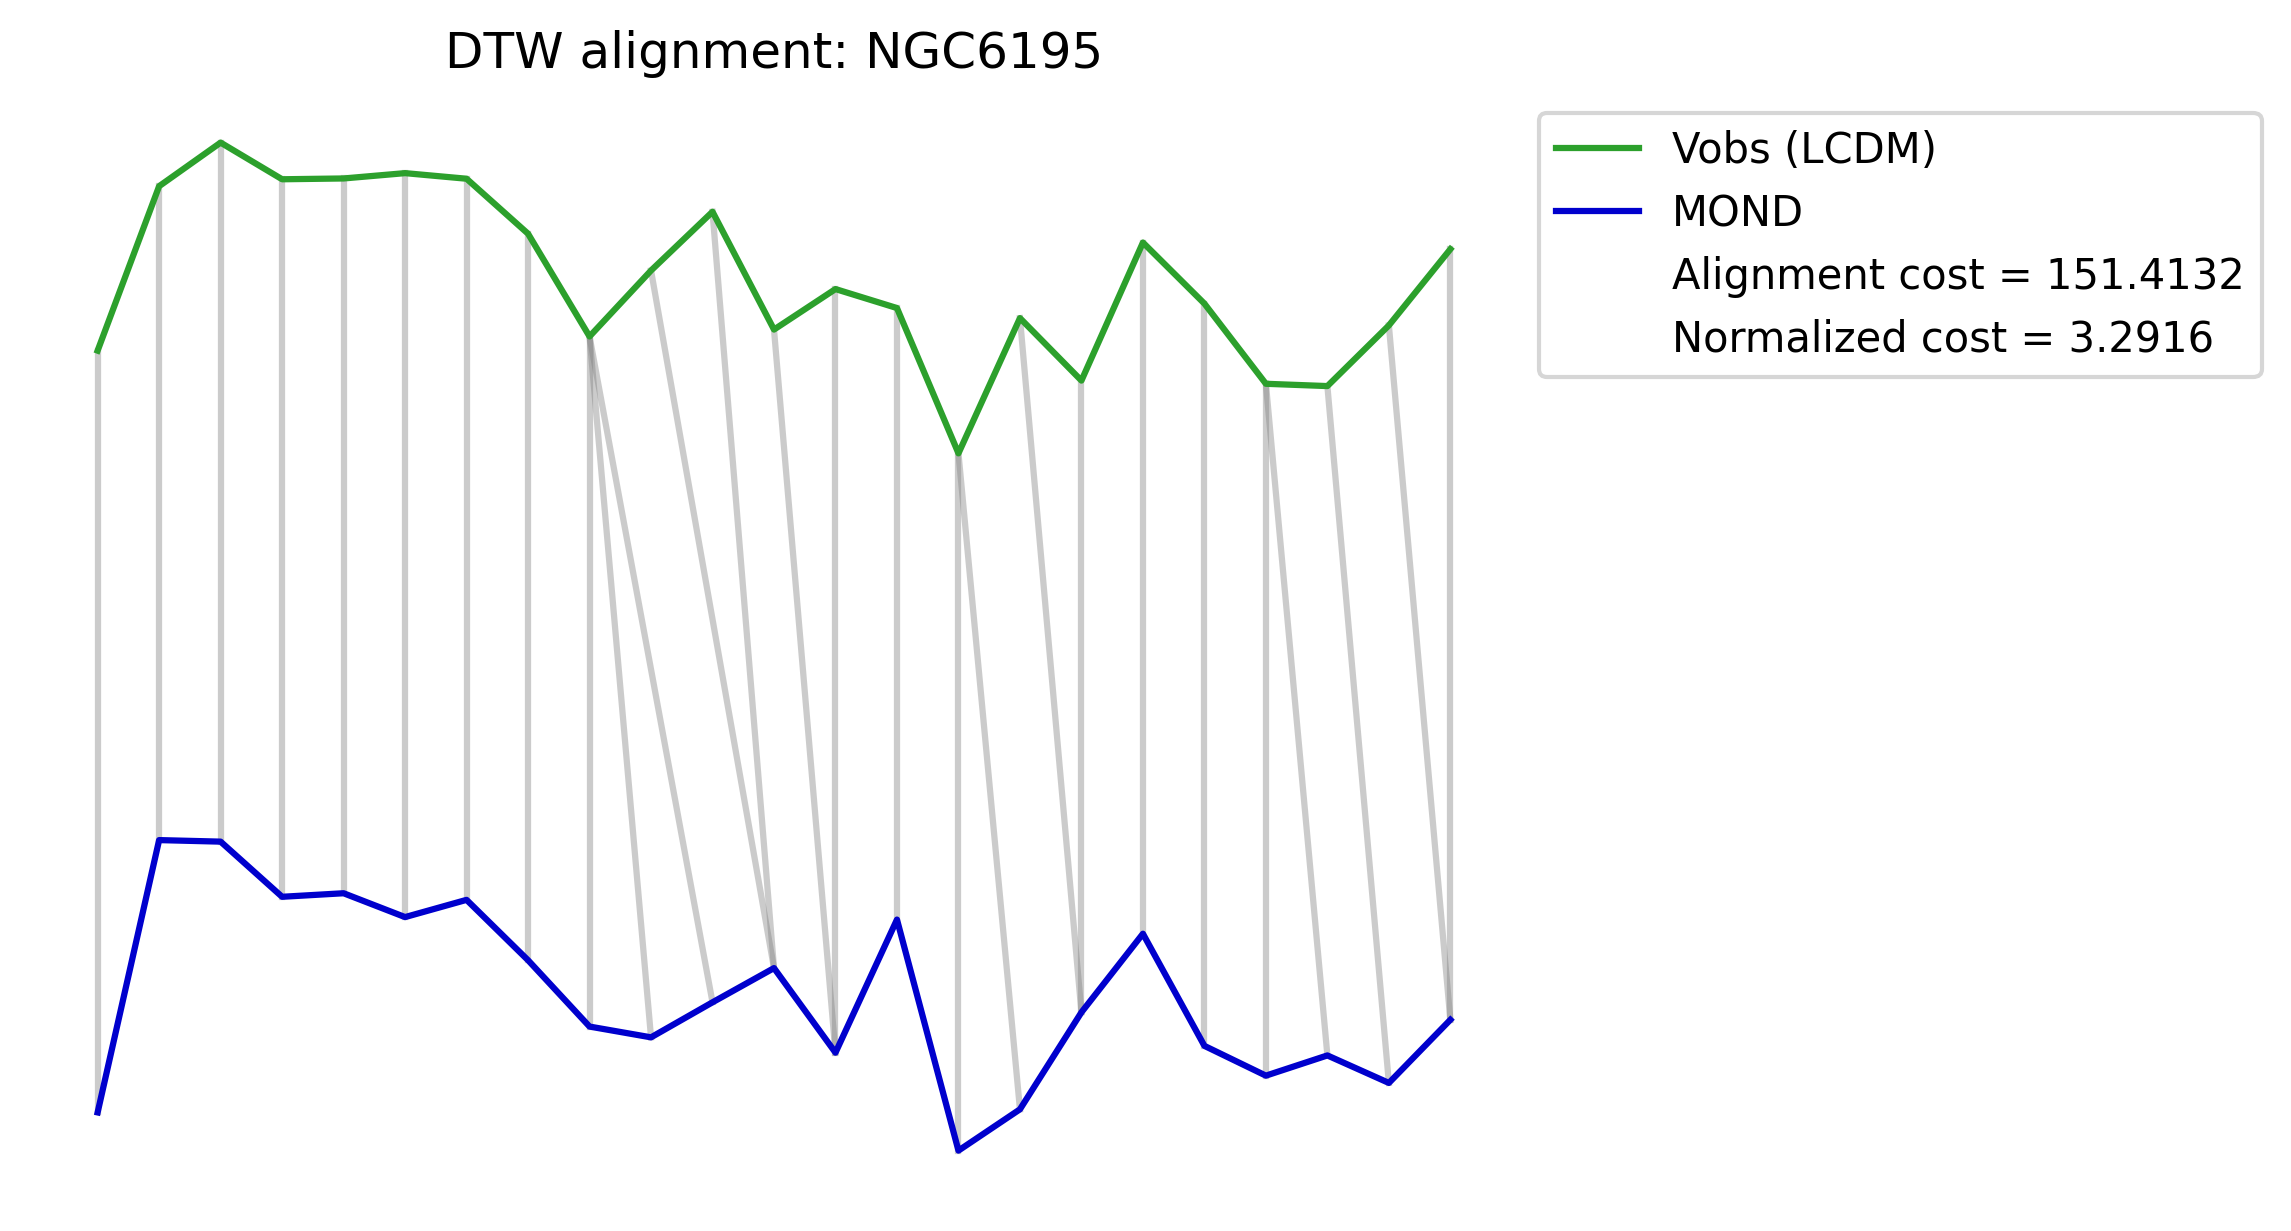 DTW alignment: NGC6195
Vobs (LCDM)
MOND
Alignment cost = 151.4132
Normalized cost = 3.2916